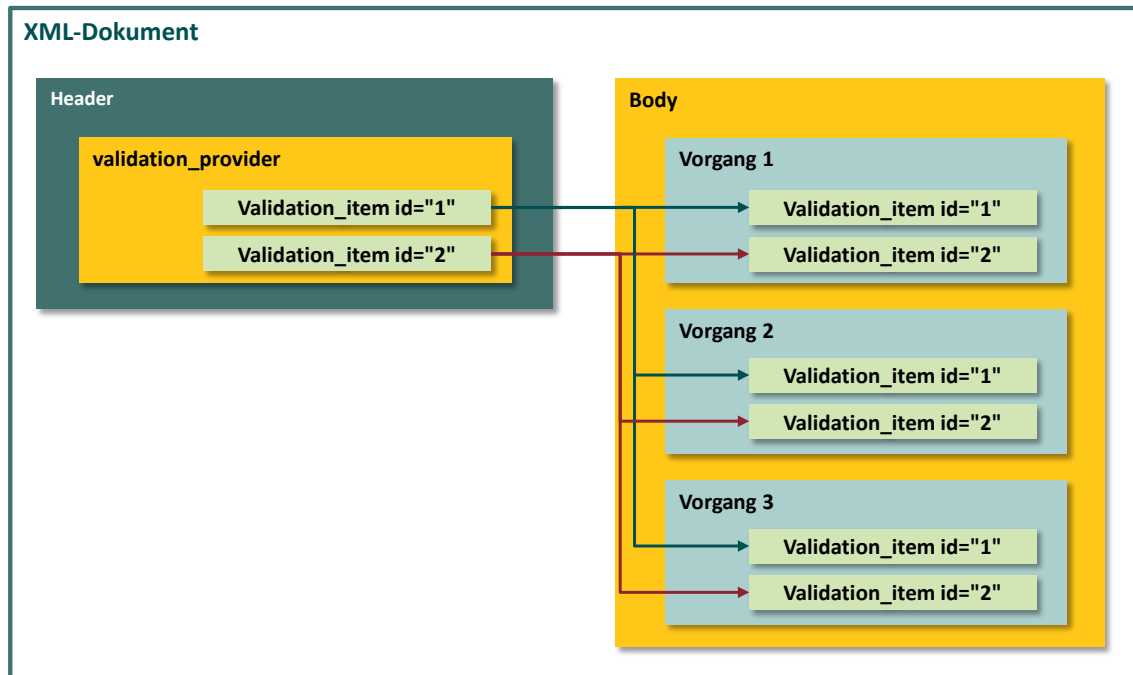 XML-Dokument
Header
validation_provider
Validation_item id="1"
Validation_item id="2"
Body
Vorgang 1
Validation_item id="1"
Validation_item id="2"
Vorgang 2
Validation_item id="1"
Validation_item id="2"
Vorgang 3
Validation_item id="1"
Validation_item id="2"